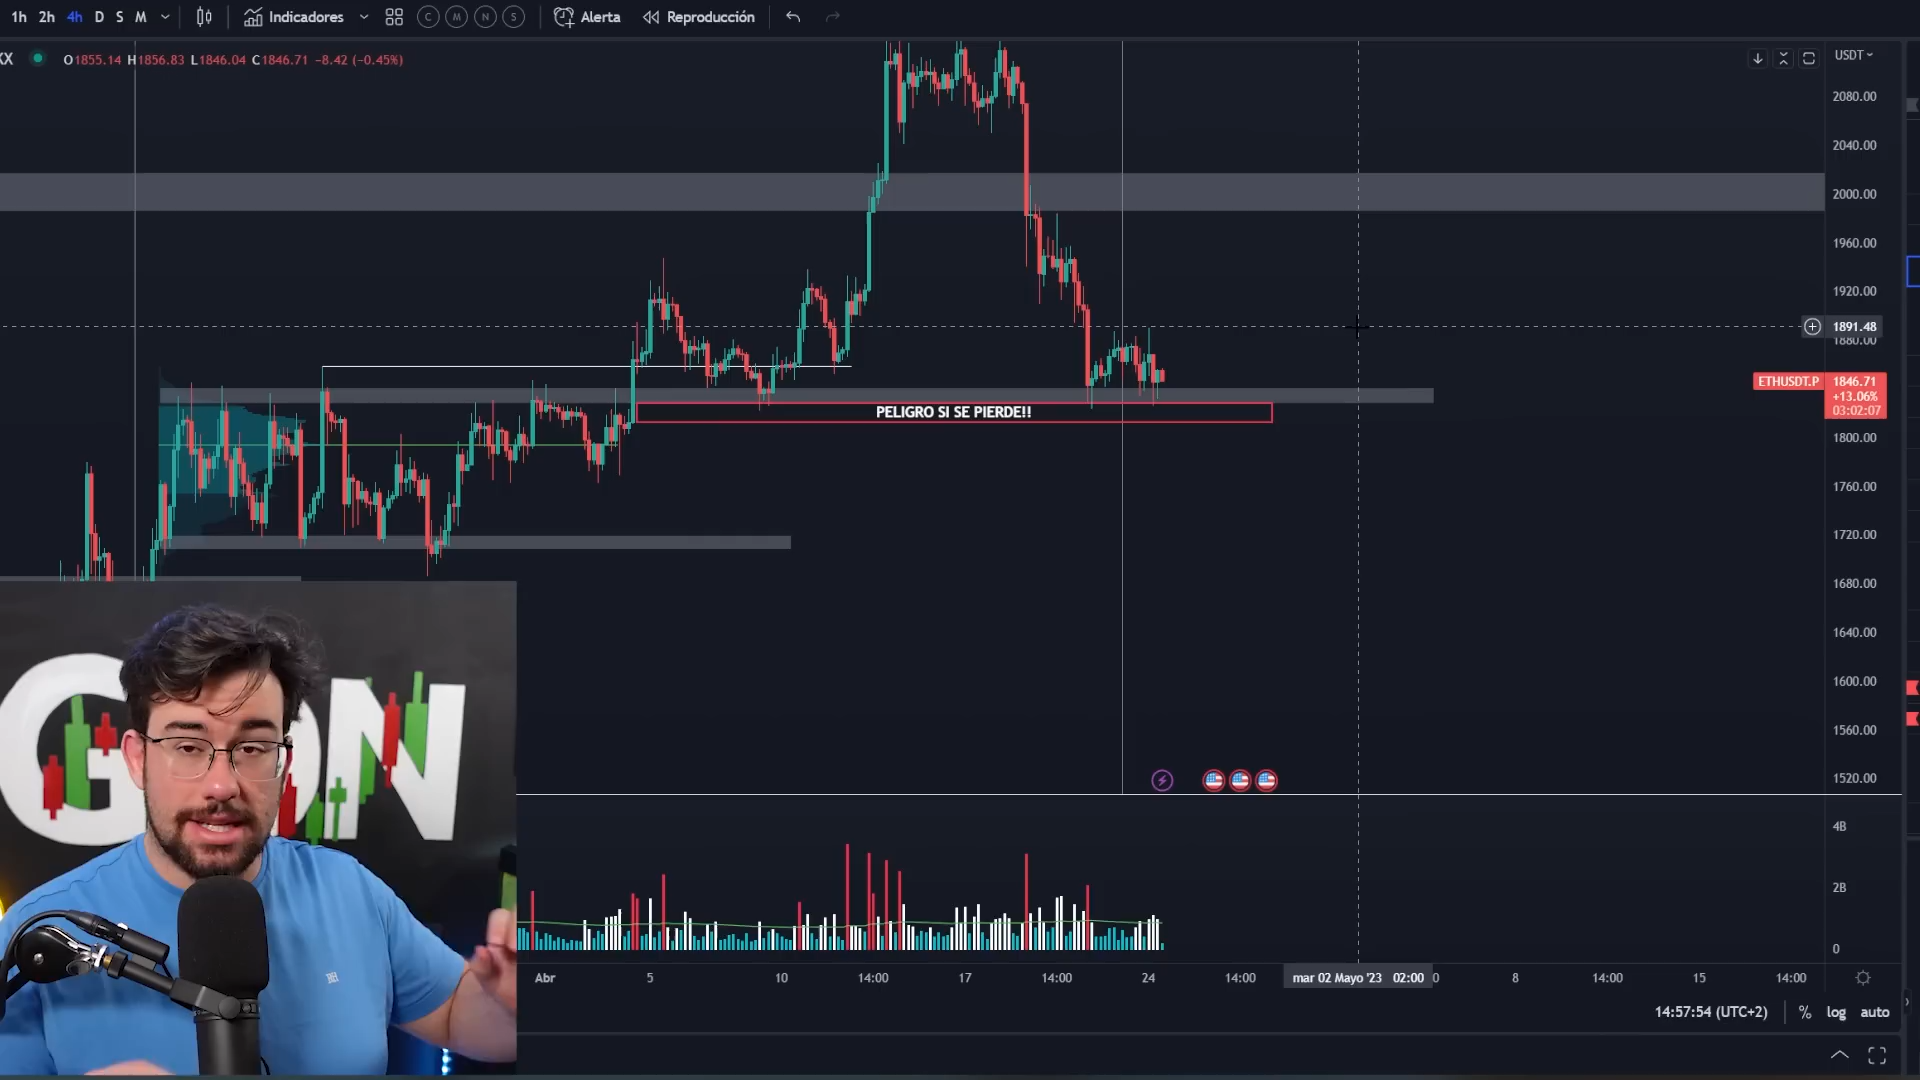 1h 2h 4h D S M Indicadores C M N S Alerta Reproducción
O1855.14 H1856.83 L1846.04 C1846.71 −8.42 (−0.45%)
USDT
2080.00
2040.00
2000.00
1960.00
1920.00
1891.48
1880.00
ETHUSDT.P 1846.71
+13.06%
03:02:07
PELIGRO SI SE PIERDE!!
1800.00
1760.00
1720.00
1680.00
1640.00
1600.00
1560.00
1520.00
4B
2B
0
Abr 5 10 14:00 17 14:00 24 14:00 mar 02 Mayo '23 02:00 8 14:00 15 14:00
14:57:54 (UTC+2) % log auto